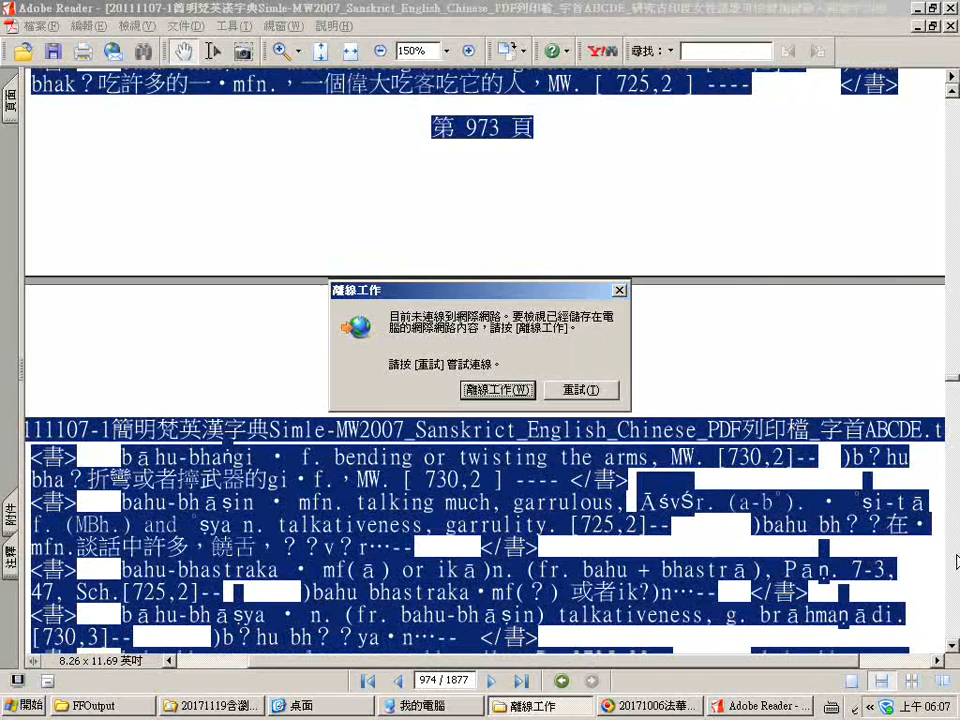 Adobe Reader - [20111107-1簡明梵英漢字典Simle-MW2007_Sanskrict_English_Chinese_PDF列印檔_字首ABCDE_研究古印度
檔案(F) 編輯(E) 檢視(V) 文件(D) 工具(T) 視窗(W) 說明(H)
150% Y! 尋找：
頁面
bhak？吃許多的一‧mfn.，一個偉大吃客吃它的人，MW. [ 725,2 ] ---- </書>
第 973 頁
離線工作
目前未連線到網際網路。要檢視已經儲存在電
腦的網際網路內容，請按 [離線工作]。
請按 [重試] 嘗試連線。
離線工作(W) 重試(T)
111107-1簡明梵英漢字典Simle-MW2007_Sanskrict_English_Chinese_PDF列印檔_字首ABCDE.t
<書> bāhu-bhaṅgi ‧ f. bending or twisting the arms, MW. [730,2]-- )b？hu
bha？折彎或者擰武器的gi‧f.，MW. [ 730,2 ] ---- </書>
<書> bahu-bhāṣin ‧ mfn. talking much, garrulous, ĀśvŚr. (a-b°). ‧ °ṣi-tā
f. (MBh.) and °ṣya n. talkativeness, garrulity. [725,2]-- )bahu bh？？在‧
mfn.談話中許多，饒舌，？？v？r…-- </書>
<書> bahu-bhastraka ‧ mf(ā) or ikā)n. (fr. bahu + bhastrā), Pāṇ. 7-3,
47, Sch.[725,2]-- )bahu bhastraka‧mf(？) 或者ik?)n…-- </書>
<書> bāhu-bhāṣya ‧ n. (fr. bahu-bhāṣin) talkativeness, g. brāhmaṇādi.
[730,3]-- )b？hu bh？？ya‧n…-- </書>
附件
注釋
8.26 x 11.69 英吋
974 / 1877
開始 FFOutput 20171119含瀏... 桌面 我的電腦 離線工作 20171006法華... Adobe Reader -... 上午 06:07